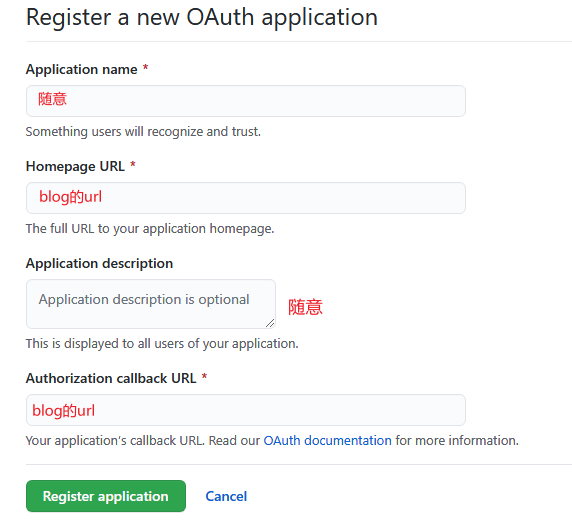 Register a new OAuth application
Application name *
随意
Something users will recognize and trust.
Homepage URL *
blog的url
The full URL to your application homepage.
Application description
Application description is optional
随意
This is displayed to all users of your application.
Authorization callback URL *
blog的url
Your application's callback URL. Read our OAuth documentation for more information.
Register application Cancel